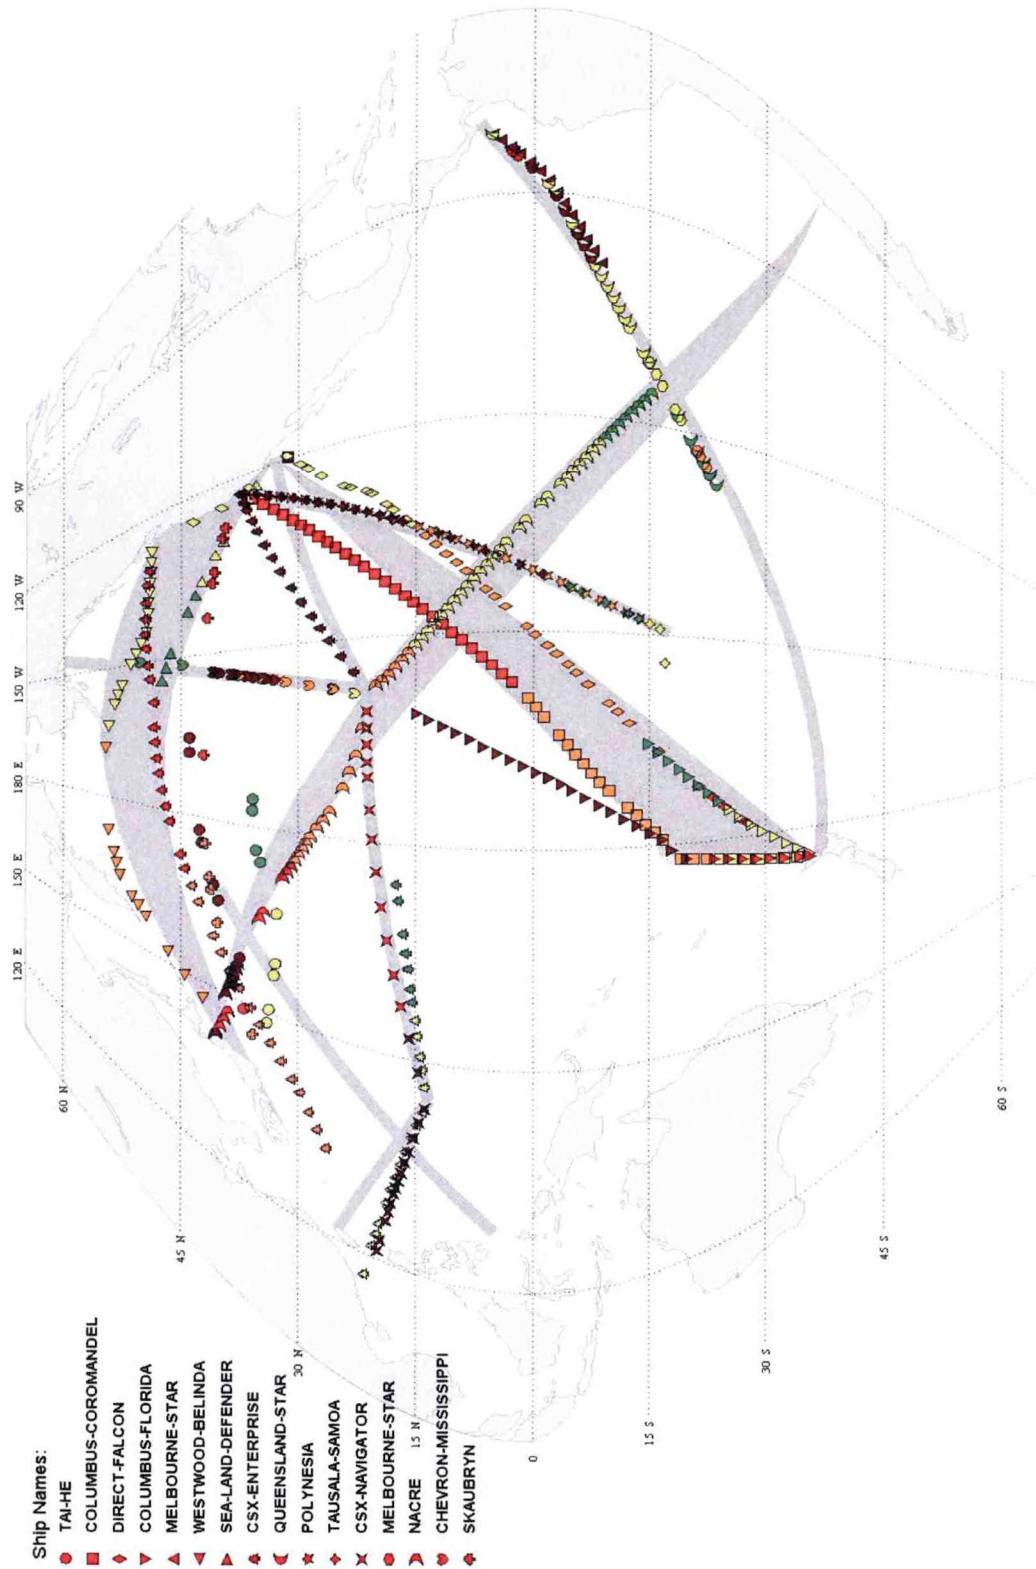 Ship Names:
TAI-HE
COLUMBUS-COROMANDEL
DIRECT-FALCON
COLUMBUS-FLORIDA
MELBOURNE-STAR
WESTWOOD-BELINDA
SEA-LAND-DEFENDER
CSX-ENTERPRISE
QUEENSLAND-STAR
POLYNESIA
TAUSALA-SAMOA
CSX-NAVIGATOR
MELBOURNE-STAR
NACRE
CHEVRON-MISSISSIPPI
SKAUBRYN
120 E
150 E
180 E
150 W
120 W
90 W
60 N
45 N
30 N
15 N
0
15 S
30 S
45 S
60 S